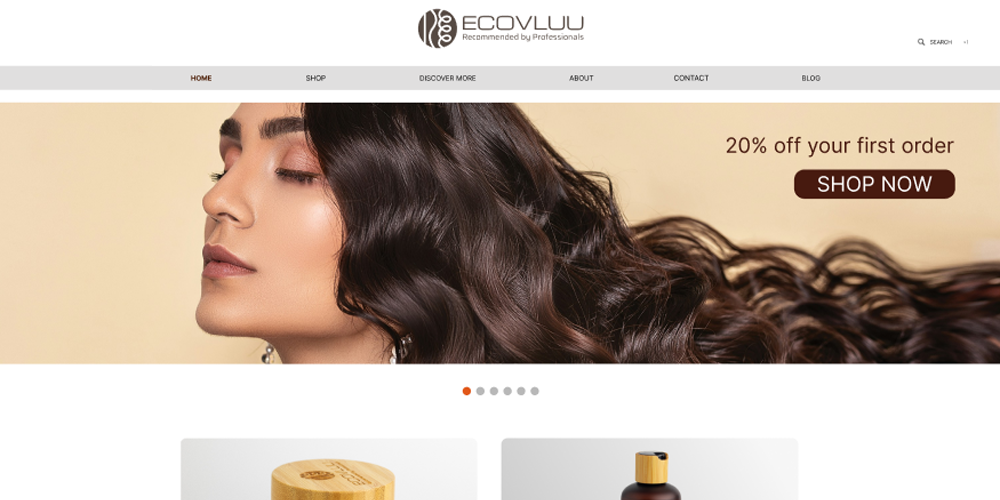 ECOVLUU
Recommended by Professionals
SEARCH
HOME
SHOP
DISCOVER MORE
ABOUT
CONTACT
BLOG
20% off your first order
SHOP NOW